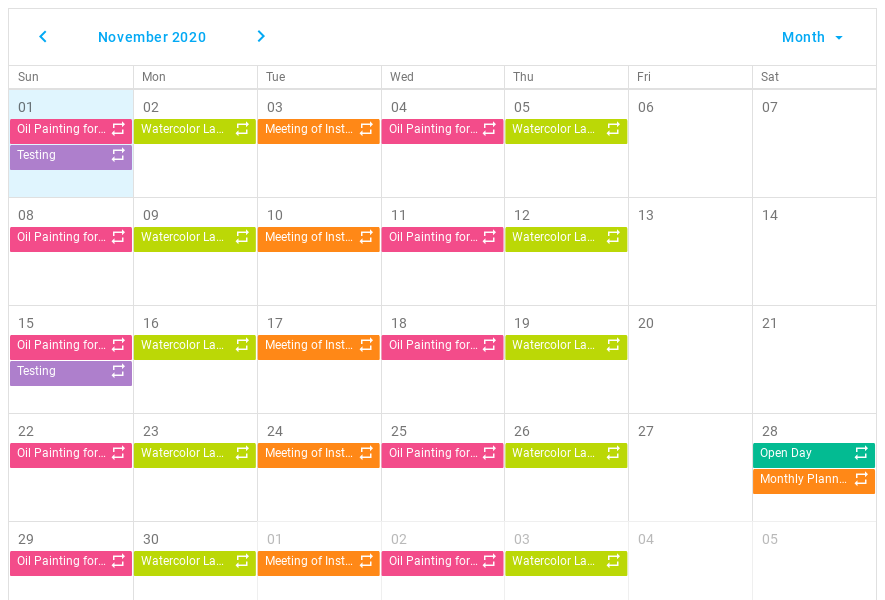 November 2020 Month
Sun Mon Tue Wed Thu Fri Sat
01 02 03 04 05 06 07
Oil Painting for... Watercolor La... Meeting of Inst... Oil Painting for... Watercolor La...
Testing
08 09 10 11 12 13 14
Oil Painting for... Watercolor La... Meeting of Inst... Oil Painting for... Watercolor La...
15 16 17 18 19 20 21
Oil Painting for... Watercolor La... Meeting of Inst... Oil Painting for... Watercolor La...
Testing
22 23 24 25 26 27 28
Oil Painting for... Watercolor La... Meeting of Inst... Oil Painting for... Watercolor La... Open Day
Monthly Plann...
29 30 01 02 03 04 05
Oil Painting for... Watercolor La... Meeting of Inst... Oil Painting for... Watercolor La...